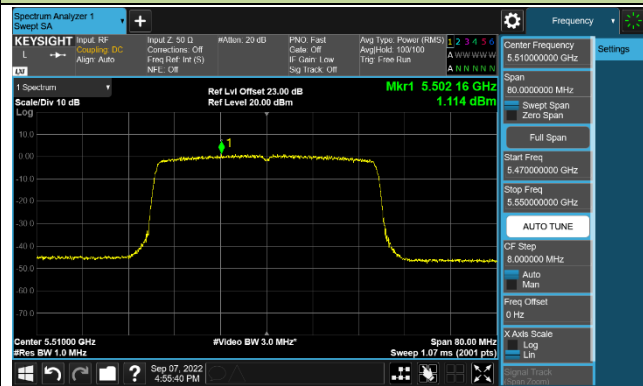 Spectrum Analyzer 1
Swept SA
+
Frequency
KEYSIGHT
Input: RF
Coupling: DC
Align: Auto
Input Z: 50 Ω
Corrections: Off
Freq Ref: Int (S)
NFE: Off
#Atten: 20 dB
PNO: Fast
Gate: Off
IF Gain: Low
Sig Track: Off
Avg Type: Power (RMS)
Avg|Hold: 100/100
Trig: Free Run
1 2 3 4 5 6
A W W W W W
A N N N N N
L
LXI
1 Spectrum
Scale/Div 10 dB
Log
Ref Lvl Offset 23.00 dB
Ref Level 20.00 dBm
Mkr1 5.502 16 GHz
1.114 dBm
1
10.0
0.00
-10.0
-20.0
-30.0
-40.0
-50.0
-60.0
-70.0
Center 5.51000 GHz
#Res BW 1.0 MHz
#Video BW 3.0 MHz*
Span 80.00 MHz
Sweep 1.07 ms (2001 pts)
?
Sep 07, 2022
4:55:40 PM
Settings
Center Frequency
5.510000000 GHz
Span
80.0000000 MHz
Swept Span
Zero Span
Full Span
Start Freq
5.470000000 GHz
Stop Freq
5.550000000 GHz
AUTO TUNE
CF Step
8.000000 MHz
Auto
Man
Freq Offset
0 Hz
X Axis Scale
Log
Lin
Signal Track
(Span Zoom)